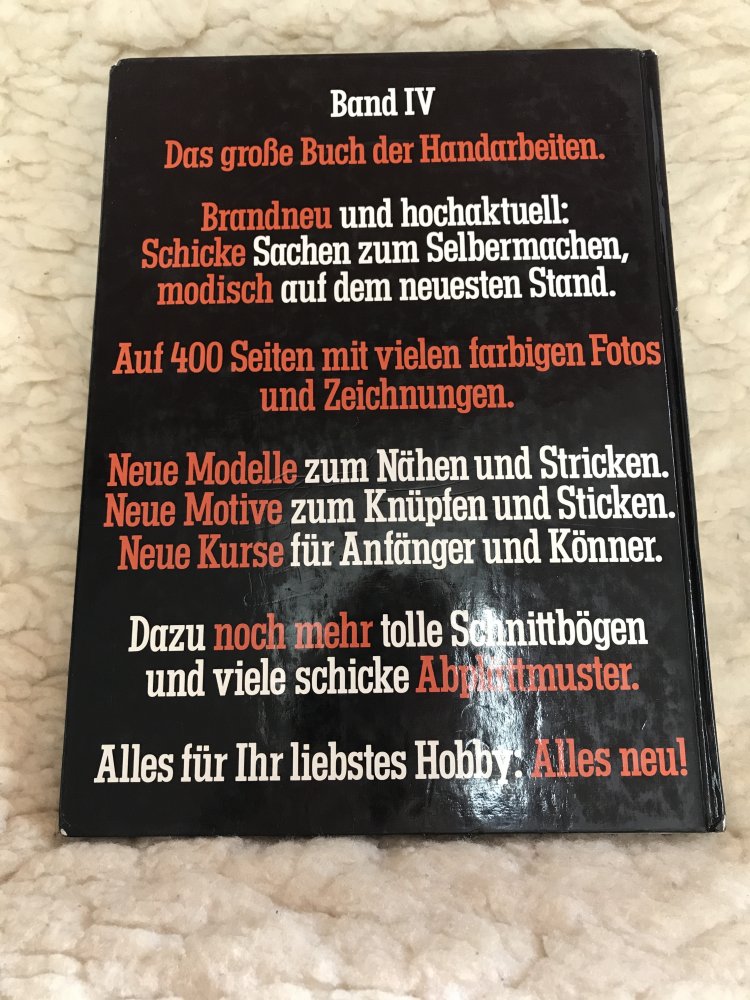 Band IV
Das große Buch der Handarbeiten.
Brandneu und hochaktuell:
Schicke Sachen zum Selbermachen,
modisch auf dem neuesten Stand.
Auf 400 Seiten mit vielen farbigen Fotos
und Zeichnungen.
Neue Modelle zum Nähen und Stricken.
Neue Motive zum Knüpfen und Sticken.
Neue Kurse für Anfänger und Könner.
Dazu noch mehr tolle Schnittbögen
und viele schicke Abplättmuster.
Alles für Ihr liebstes Hobby: Alles neu!